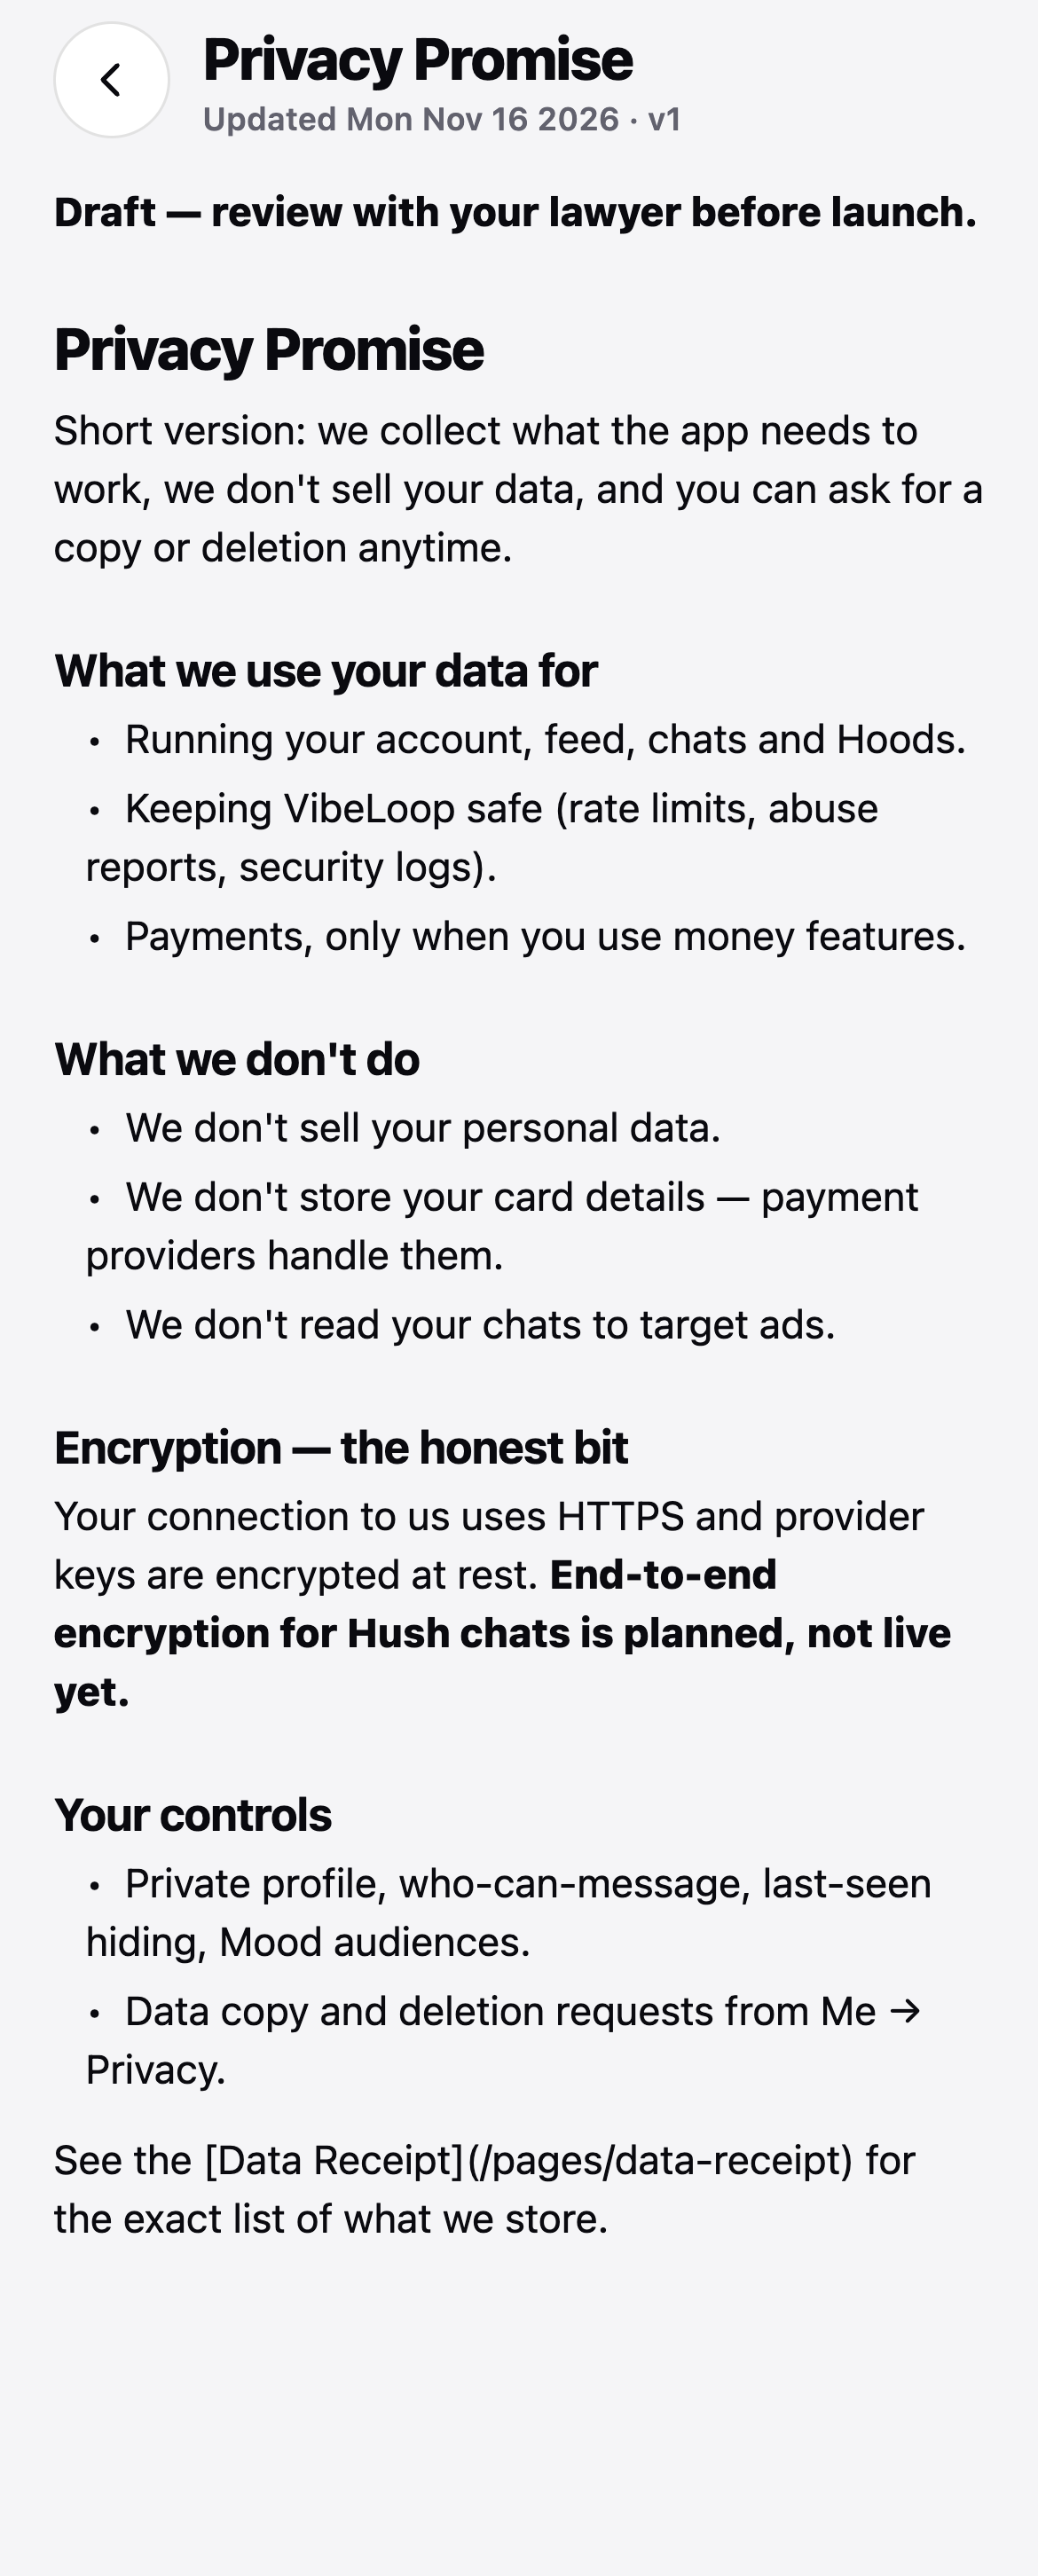 Privacy Promise
Updated Mon Nov 16 2026 · v1
Draft — review with your lawyer before launch.
Privacy Promise
Short version: we collect what the app needs to
work, we don't sell your data, and you can ask for a
copy or deletion anytime.
What we use your data for
• Running your account, feed, chats and Hoods.
• Keeping VibeLoop safe (rate limits, abuse
reports, security logs).
• Payments, only when you use money features.
What we don't do
• We don't sell your personal data.
• We don't store your card details — payment
providers handle them.
• We don't read your chats to target ads.
Encryption — the honest bit
Your connection to us uses HTTPS and provider
keys are encrypted at rest. End-to-end
encryption for Hush chats is planned, not live
yet.
Your controls
• Private profile, who-can-message, last-seen
hiding, Mood audiences.
• Data copy and deletion requests from Me →
Privacy.
See the [Data Receipt](/pages/data-receipt) for
the exact list of what we store.